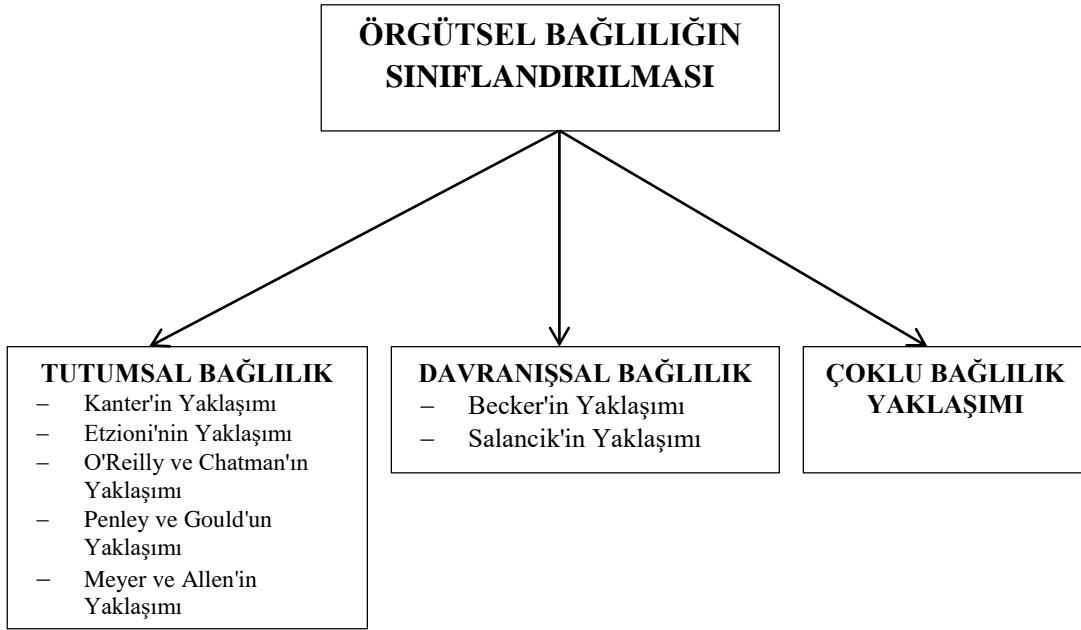 ÖRGÜTSEL BAĞLILIĞIN
SINIFLANDIRILMASI
TUTUMSAL BAĞLILIK
– Kanter'in Yaklaşımı
– Etzioni'nin Yaklaşımı
– O'Reilly ve Chatman'ın
Yaklaşımı
– Penley ve Gould'un
Yaklaşımı
– Meyer ve Allen'in
Yaklaşımı
DAVRANIŞSAL BAĞLILIK
– Becker'in Yaklaşımı
– Salancik'in Yaklaşımı
ÇOKLU BAĞLILIK
YAKLAŞIMI